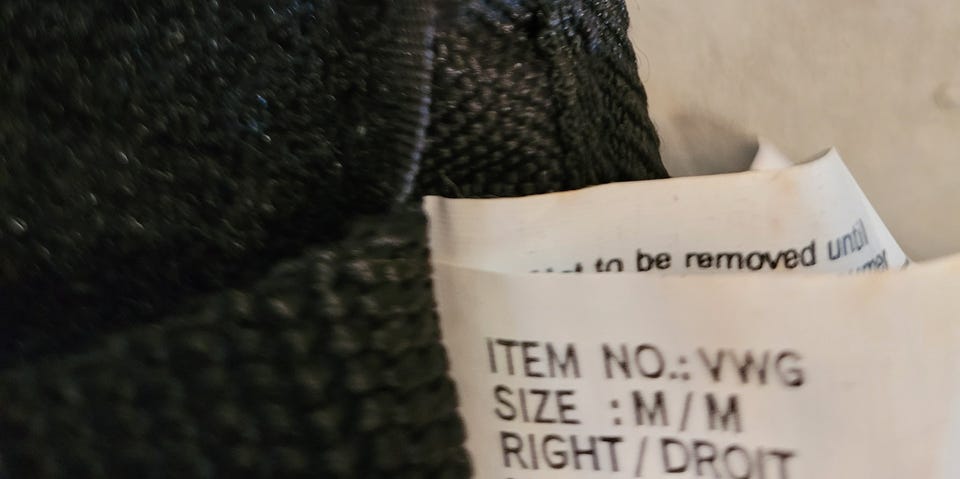 to be removed until
ITEM NO.: VWG
SIZE : M / M
RIGHT / DROIT